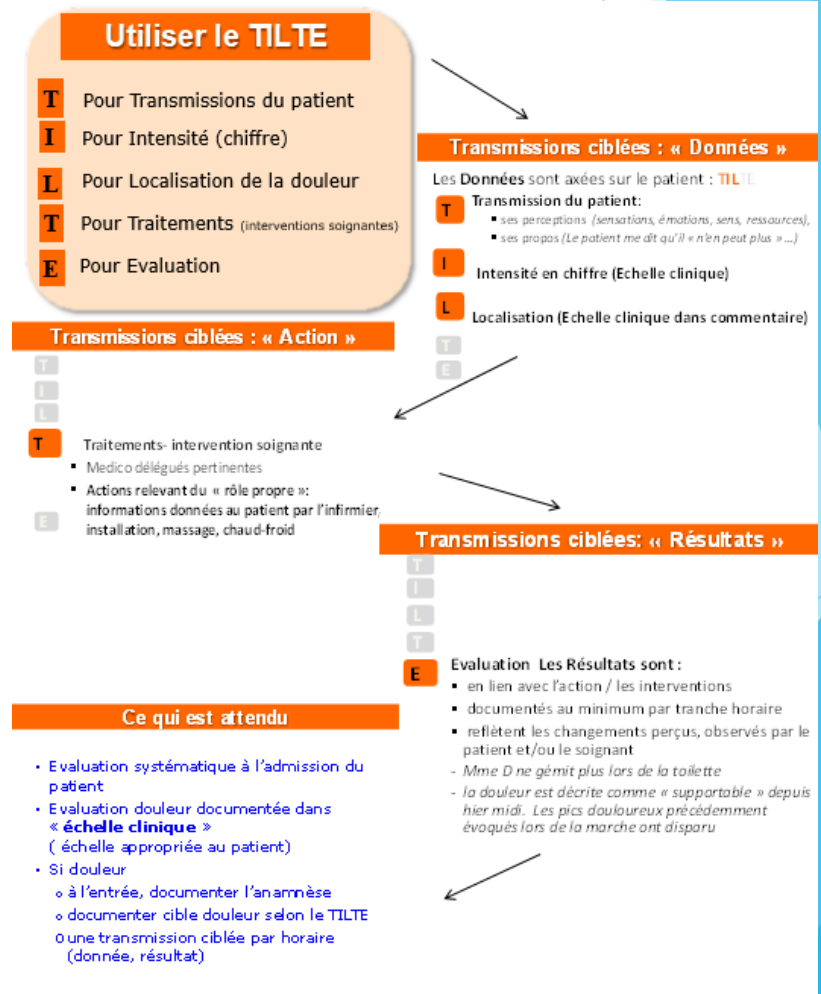 Utiliser le TILTE
T Pour Transmissions du patient
I Pour Intensité (chiffre)
L Pour Localisation de la douleur
T Pour Traitements (interventions soignantes)
E Pour Evaluation
Transmissions ciblées : « Données »
Les Données sont axées sur le patient : TILTE
T Transmission du patient:
▪ ses perceptions (sensations, émotions, sens, ressources),
▪ ses propos (Le patient me dit qu'il « n'en peut plus » ...)
I Intensité en chiffre (Echelle clinique)
L Localisation (Echelle clinique dans commentaire)
T
E
Transmissions ciblées : « Action »
T
I
L
T Traitements- intervention soignante
▪ Medico délégués pertinentes
▪ Actions relevant du « rôle propre »:
informations données au patient par l'infirmier,
E installation, massage, chaud-froid
Transmissions ciblées: « Résultats »
T
I
L
T
E Evaluation Les Résultats sont :
▪ en lien avec l'action / les interventions
▪ documentés au minimum par tranche horaire
▪ reflètent les changements perçus, observés par le
patient et/ou le soignant
- Mme D ne gémit plus lors de la toilette
- la douleur est décrite comme « supportable » depuis
hier midi. Les pics douloureux précédemment
évoqués lors de la marche ont disparu
Ce qui est attendu
• Evaluation systématique à l'admission du
patient
• Evaluation douleur documentée dans
« échelle clinique »
( échelle appropriée au patient)
• Si douleur
o à l'entrée, documenter l'anamnèse
o documenter cible douleur selon le TILTE
o une transmission ciblée par horaire
(donnée, résultat)